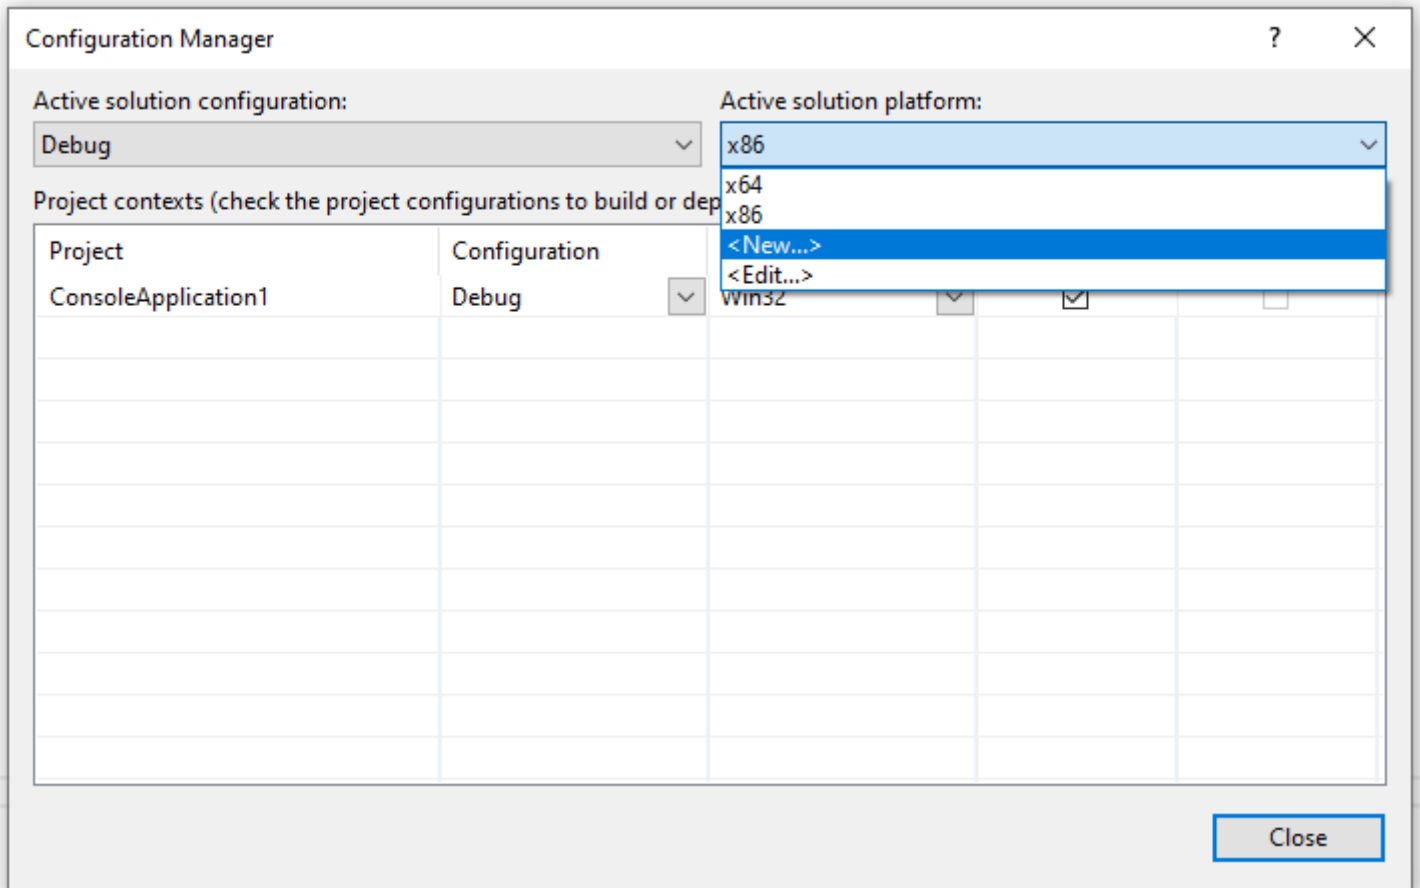 Configuration Manager
?
Active solution configuration:
Active solution platform:
Debug
x86
x64
x86
<New...>
<Edit...>
Project contexts (check the project configurations to build or dep
Project
Configuration
ConsoleApplication1
Debug
Win32
Close